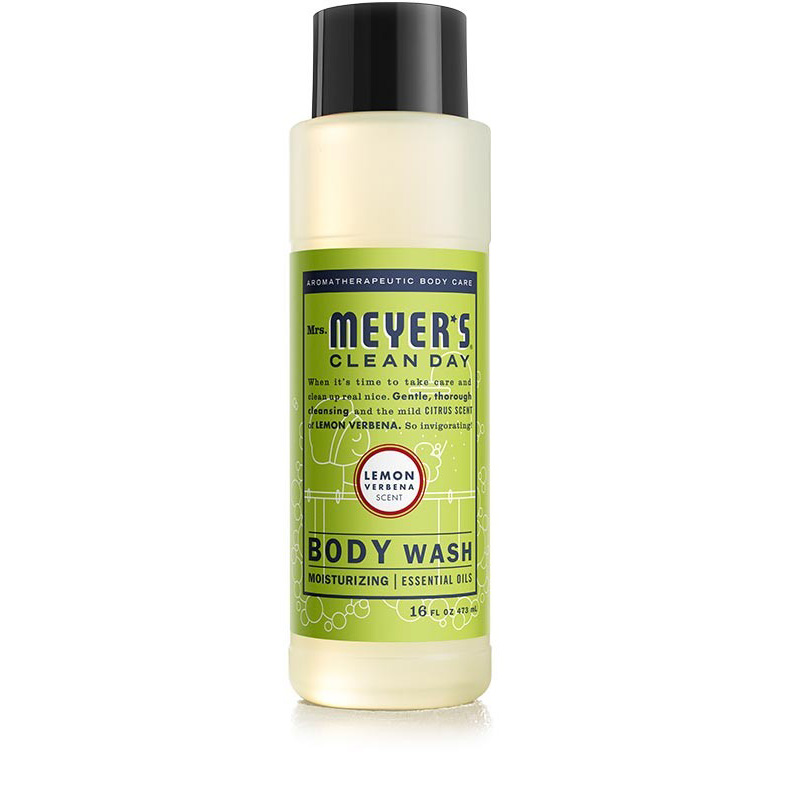 AROMATHERAPEUTIC BODY CARE
Mrs. MEYER'S®
CLEAN DAY
When it's time to take care and
clean up real nice. Gentle, thorough
cleansing and the mild CITRUS SCENT
of LEMON VERBENA. So invigorating!
LEMON
VERBENA
SCENT
BODY WASH
MOISTURIZING | ESSENTIAL OILS
16 FL OZ 473 mL